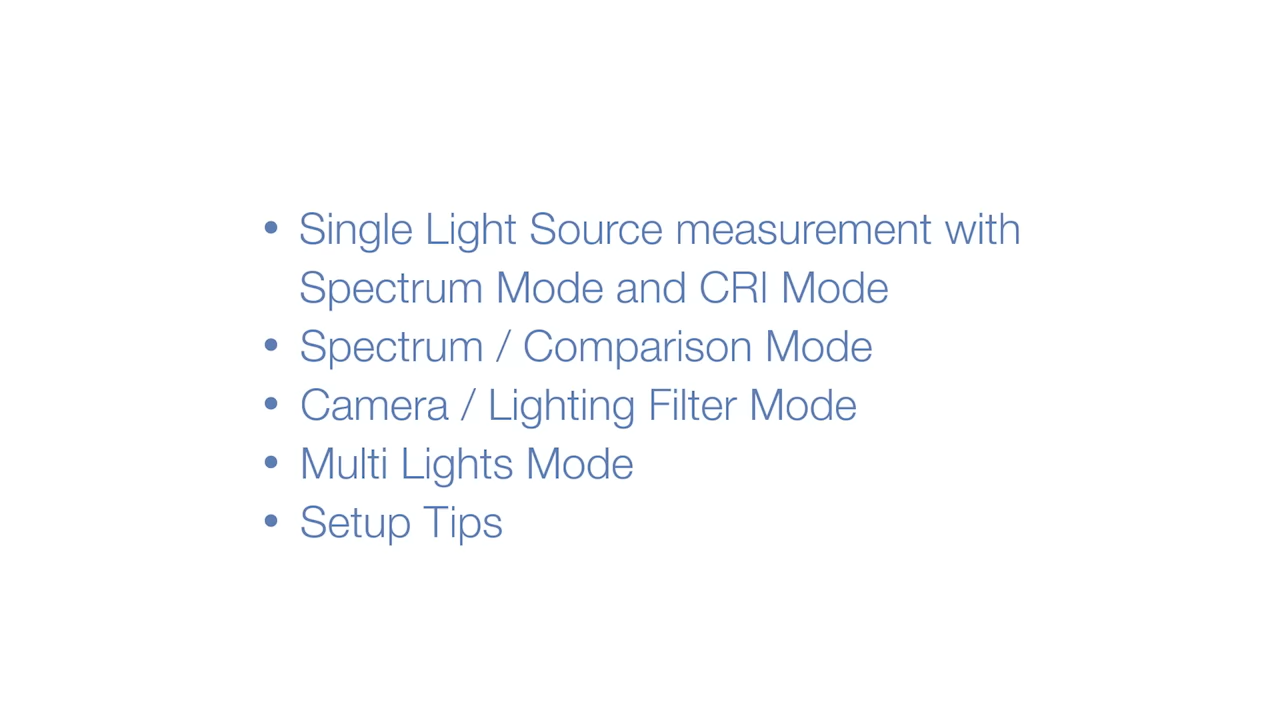 • Single Light Source measurement with
Spectrum Mode and CRI Mode
• Spectrum / Comparison Mode
• Camera / Lighting Filter Mode
• Multi Lights Mode
• Setup Tips